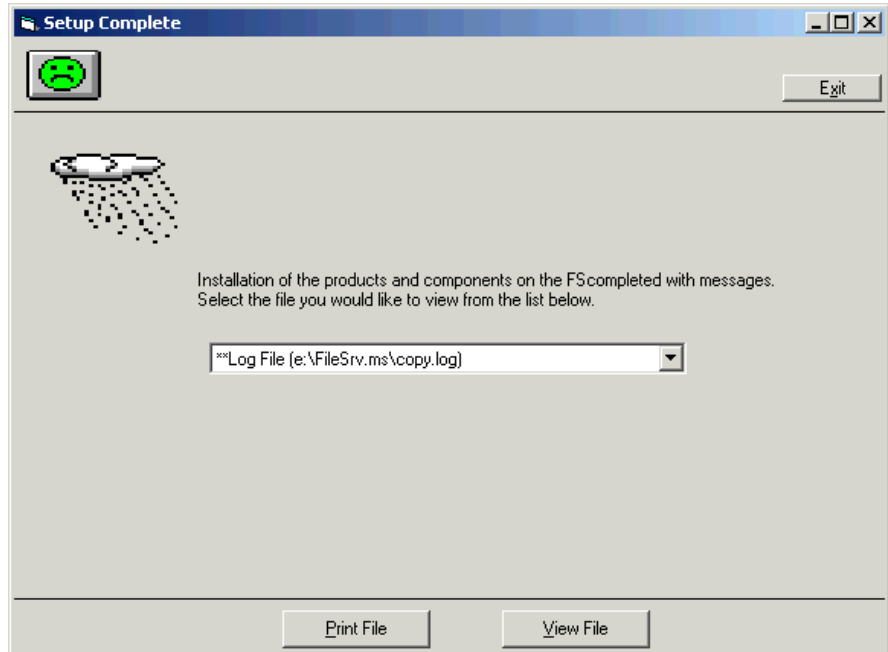 Setup Complete
Exit
Installation of the products and components on the FScompleted with messages.
Select the file you would like to view from the list below.
**Log File (e:\FileSrv.ms\copy.log)
Print File
View File